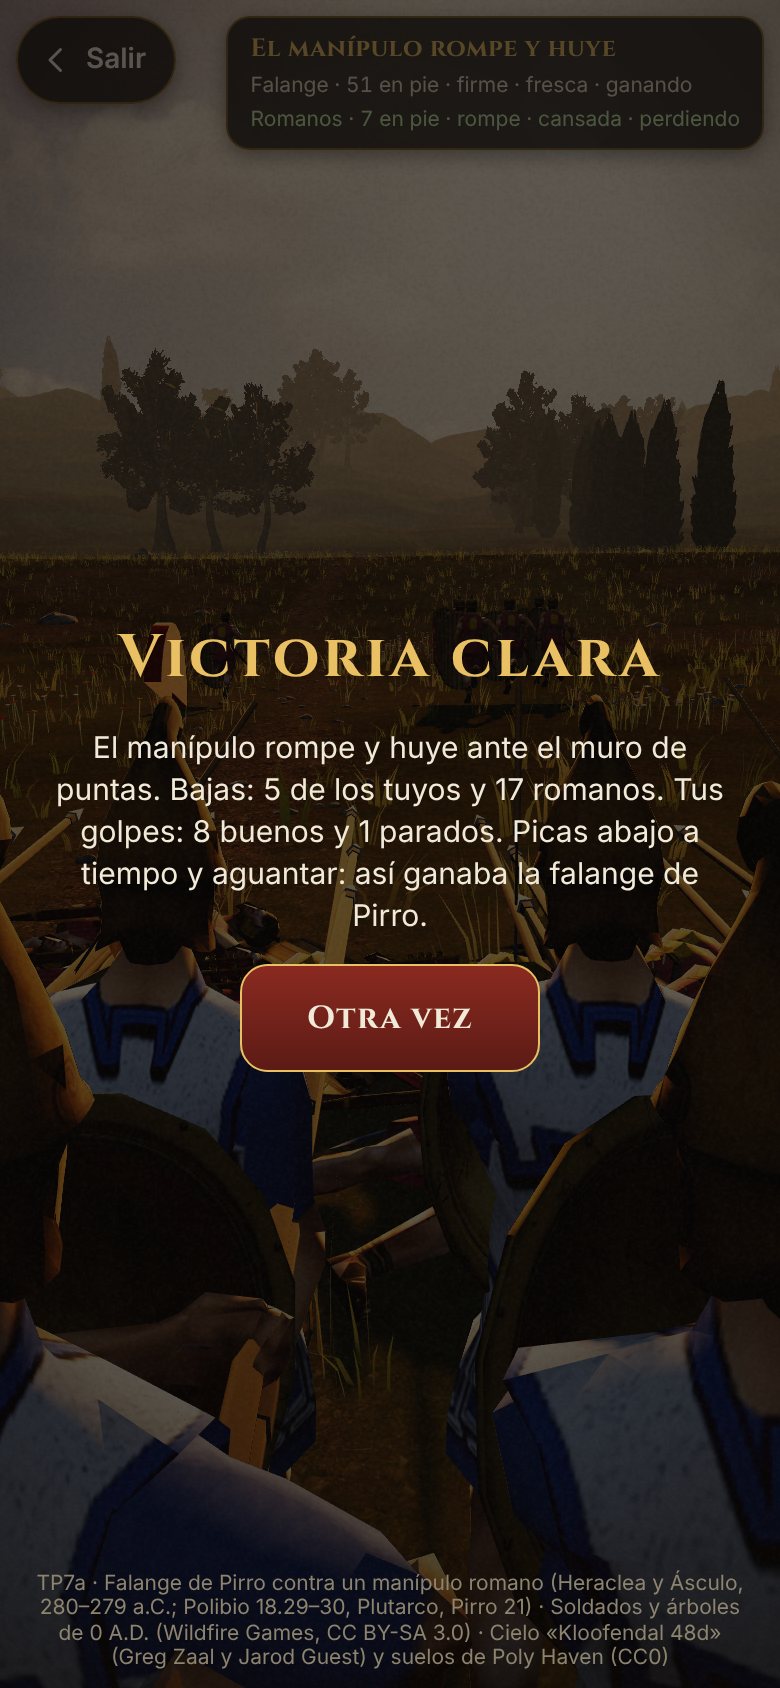 Salir
El manípulo rompe y huye
Falange · 51 en pie · firme · fresca · ganando
Romanos · 7 en pie · rompe · cansada · perdiendo
Victoria clara
El manípulo rompe y huye ante el muro de
puntas. Bajas: 5 de los tuyos y 17 romanos. Tus
golpes: 8 buenos y 1 parados. Picas abajo a
tiempo y aguantar: así ganaba la falange de
Pirro.
Otra vez
TP7a · Falange de Pirro contra un manípulo romano (Heraclea y Ásculo,
280–279 a.C.; Polibio 18.29–30, Plutarco, Pirro 21) · Soldados y árboles
de 0 A.D. (Wildfire Games, CC BY-SA 3.0) · Cielo «Kloofendal 48d»
(Greg Zaal y Jarod Guest) y suelos de Poly Haven (CC0)